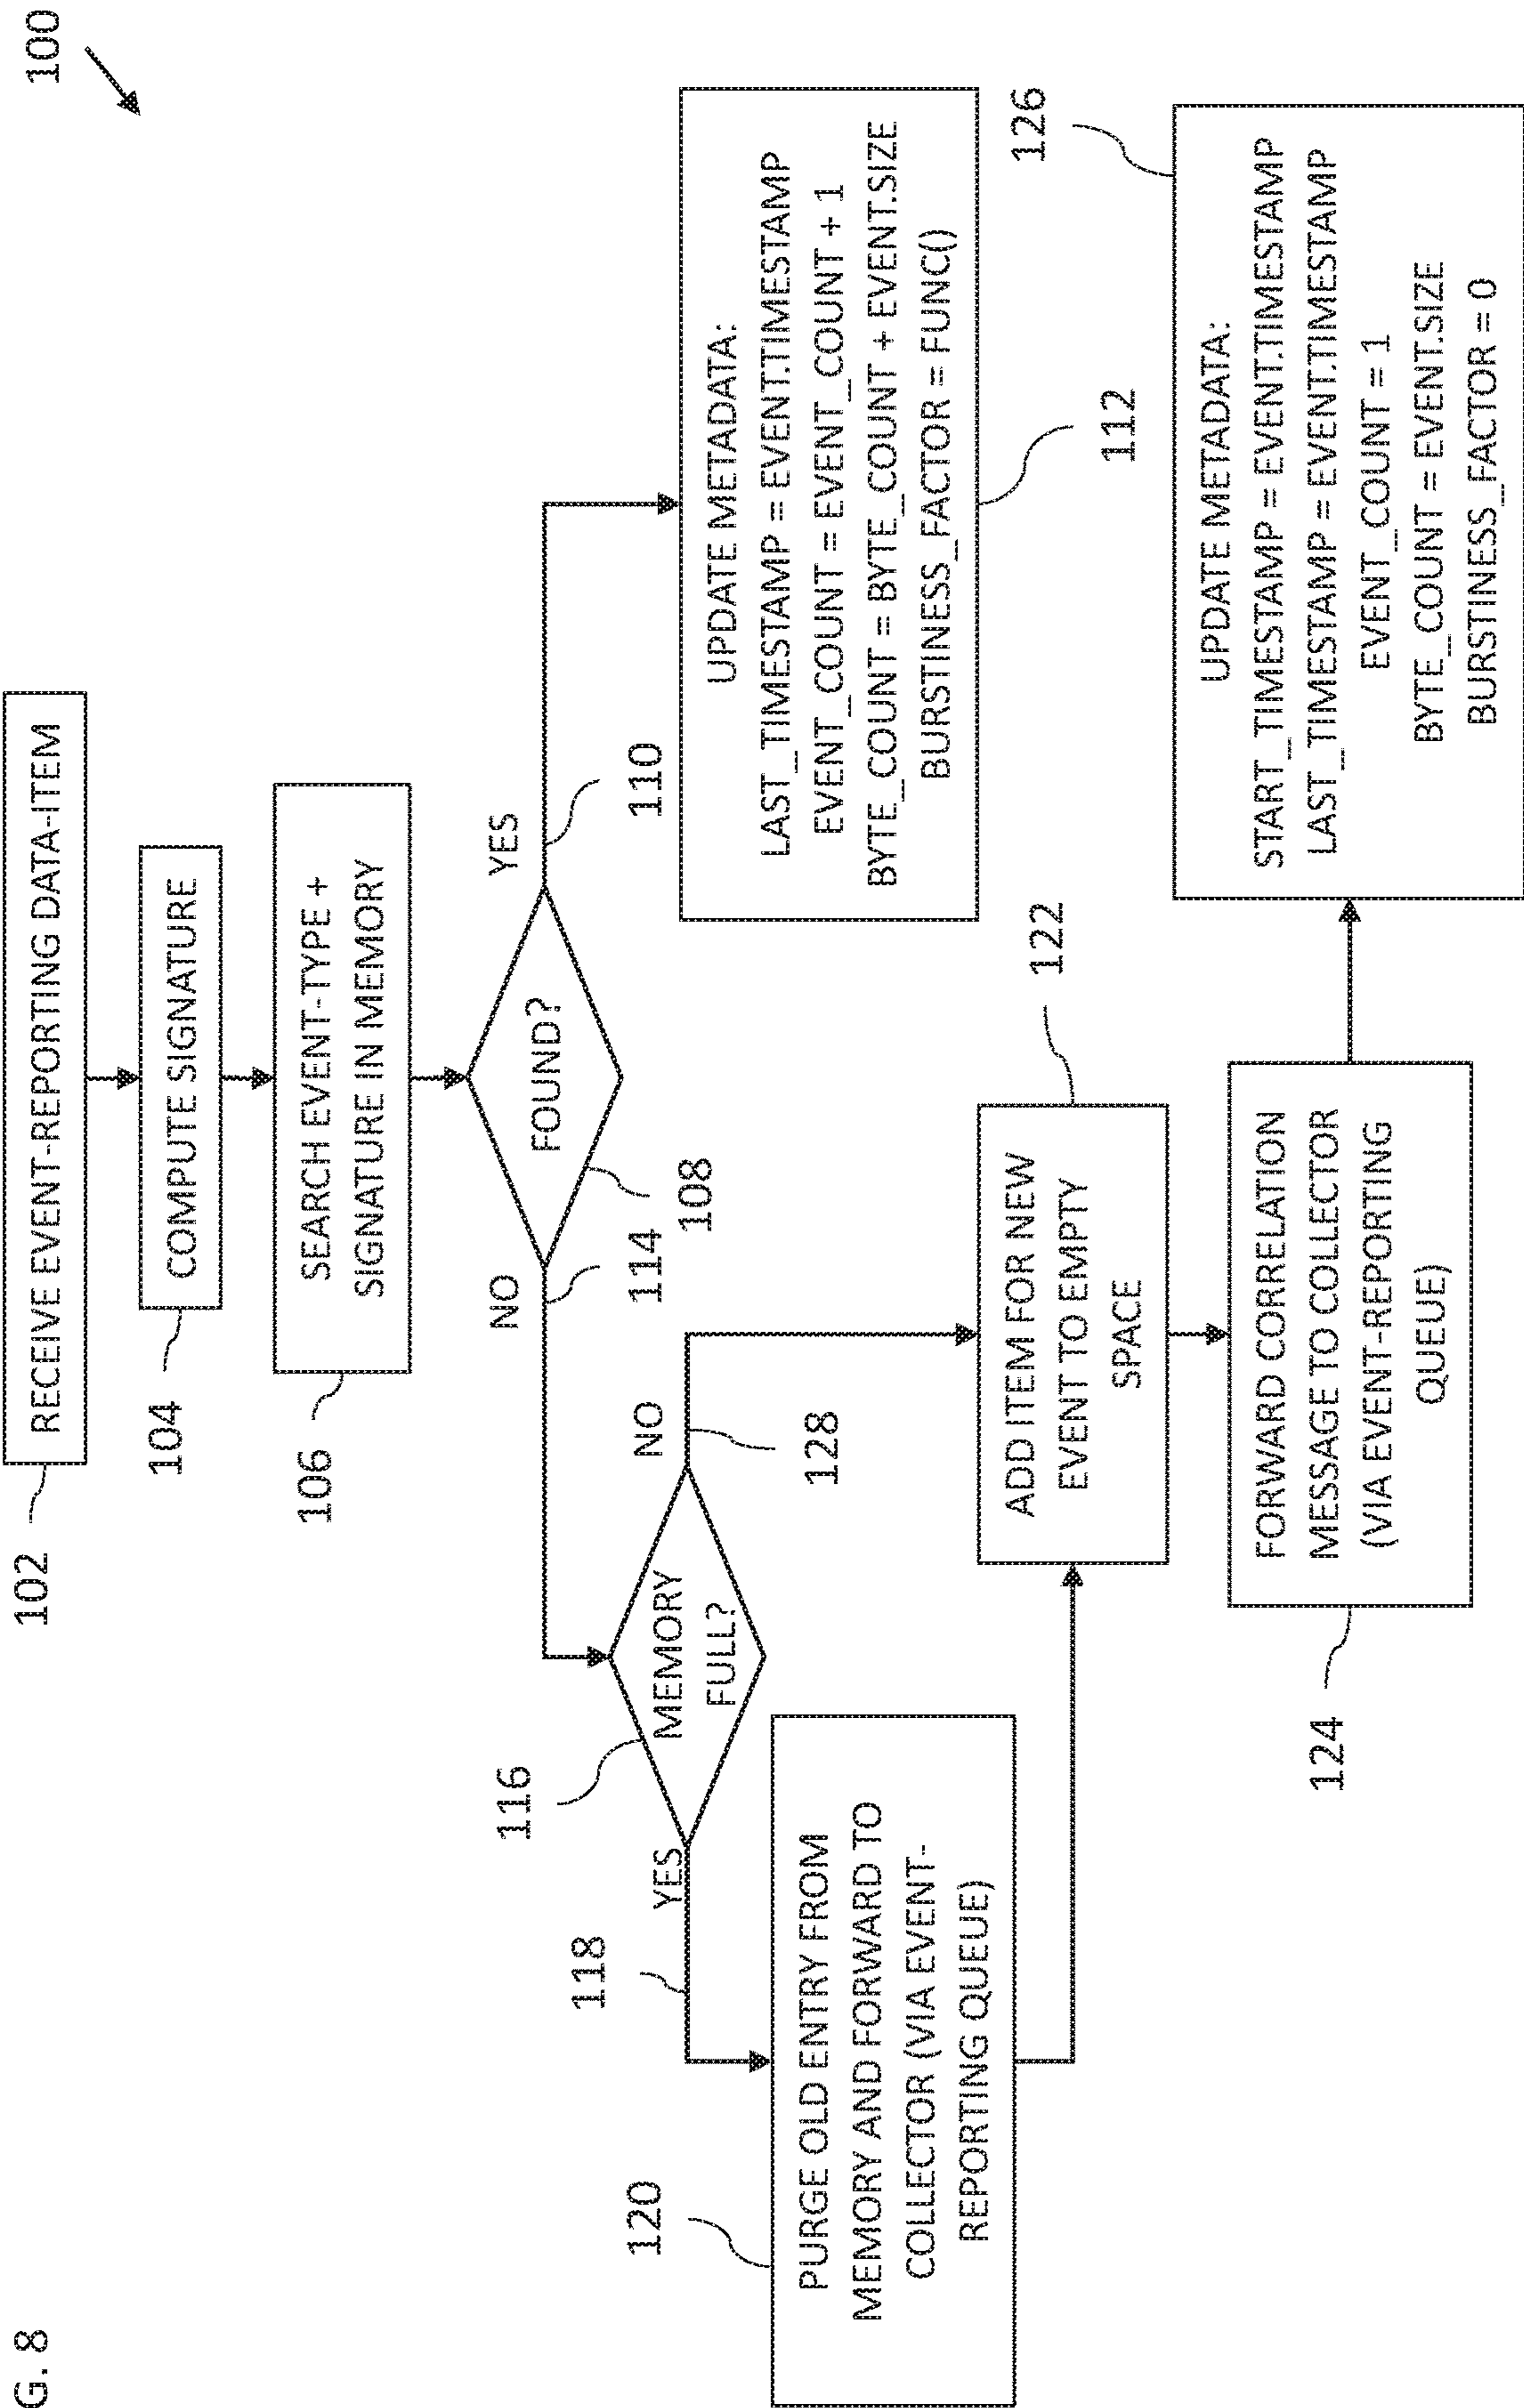 G. 8
100
RECEIVE EVENT-REPORTING DATA-ITEM
102
COMPUTE SIGNATURE
104
SEARCH EVENT-TYPE +
SIGNATURE IN MEMORY
106
FOUND?
108
YES
110
NO
114
UPDATE METADATA:
LAST_TIMESTAMP = EVENT.TIMESTAMP
EVENT_COUNT = EVENT_COUNT + 1
BYTE_COUNT = BYTE_COUNT + EVENT.SIZE
BURSTINESS_FACTOR = FUNC()
112
MEMORY
FULL?
116
YES
118
NO
128
PURGE OLD ENTRY FROM
MEMORY AND FORWARD TO
COLLECTOR (VIA EVENT-
REPORTING QUEUE)
120
ADD ITEM FOR NEW
EVENT TO EMPTY
SPACE
122
FORWARD CORRELATION
MESSAGE TO COLLECTOR
(VIA EVENT-REPORTING
QUEUE)
124
UPDATE METADATA:
START_TIMESTAMP = EVENT.TIMESTAMP
LAST_TIMESTAMP = EVENT.TIMESTAMP
EVENT_COUNT = 1
BYTE_COUNT = EVENT.SIZE
BURSTINESS_FACTOR = 0
126